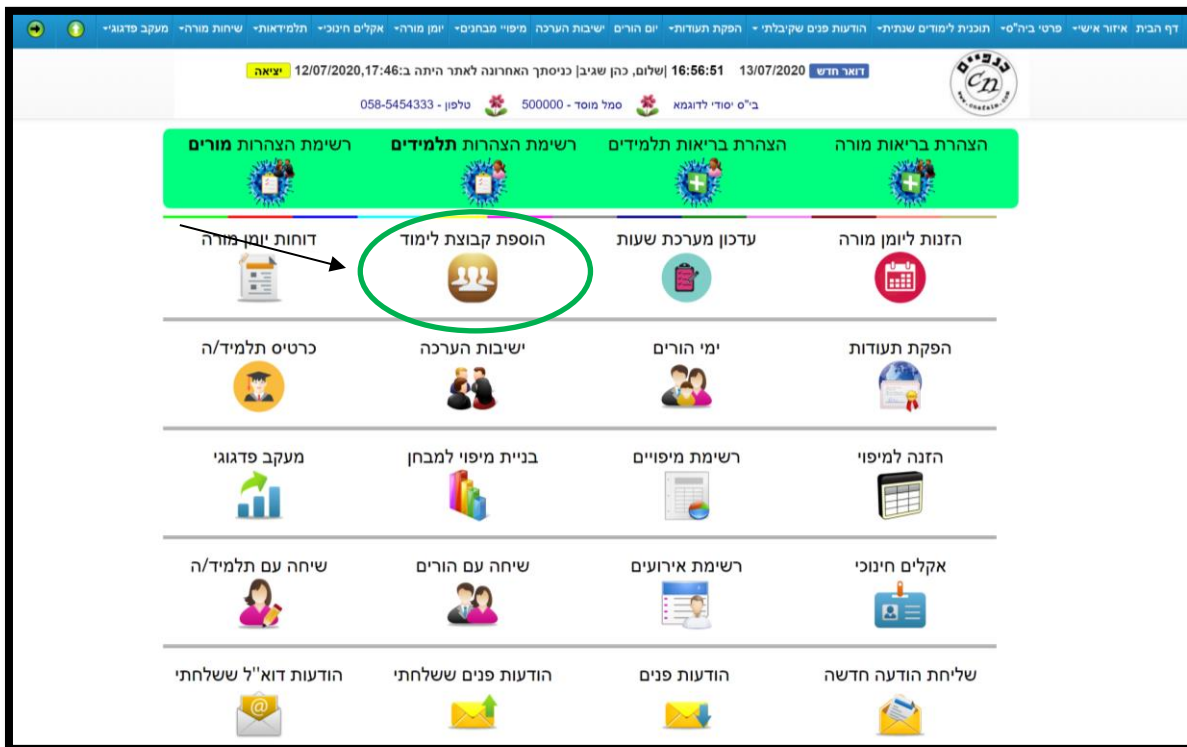 דף הבית איזור אישי- פרטי ביה"ס- תוכנית לימודים שנתית- הודעות פנים שקיבלתי - הפקת תעודות- יום הורים ישיבות הערכה מיפויי מבחנים- יומן מורה- אקלים חינוכי- תלמידאות- שיחות מורה- מעקב פדגוגי-
דואר חדש 13/07/2020 16:56:51 |שלום, כהן שגיב| כניסתך האחרונה לאתר היתה ב:12/07/2020,17:46 יציאה
בי"ס יסודי לדוגמא סמל מוסד - 500000 טלפון - 058-5454333
כנפיים
cn
הצהרת בריאות מורה הצהרת בריאות תלמידים רשימת הצהרות תלמידים רשימת הצהרות מורים
הזנות ליומן מורה עדכון מערכת שעות הוספת קבוצת לימוד דוחות יומן מורה
הפקת תעודות ימי הורים ישיבות הערכה כרטיס תלמיד/ה
הזנה למיפוי רשימת מיפויים בניית מיפוי למבחן מעקב פדגוגי
אקלים חינוכי רשימת אירועים שיחה עם הורים שיחה עם תלמיד/ה
שליחת הודעה חדשה הודעות פנים הודעות פנים ששלחתי הודעות דוא''ל ששלחתי